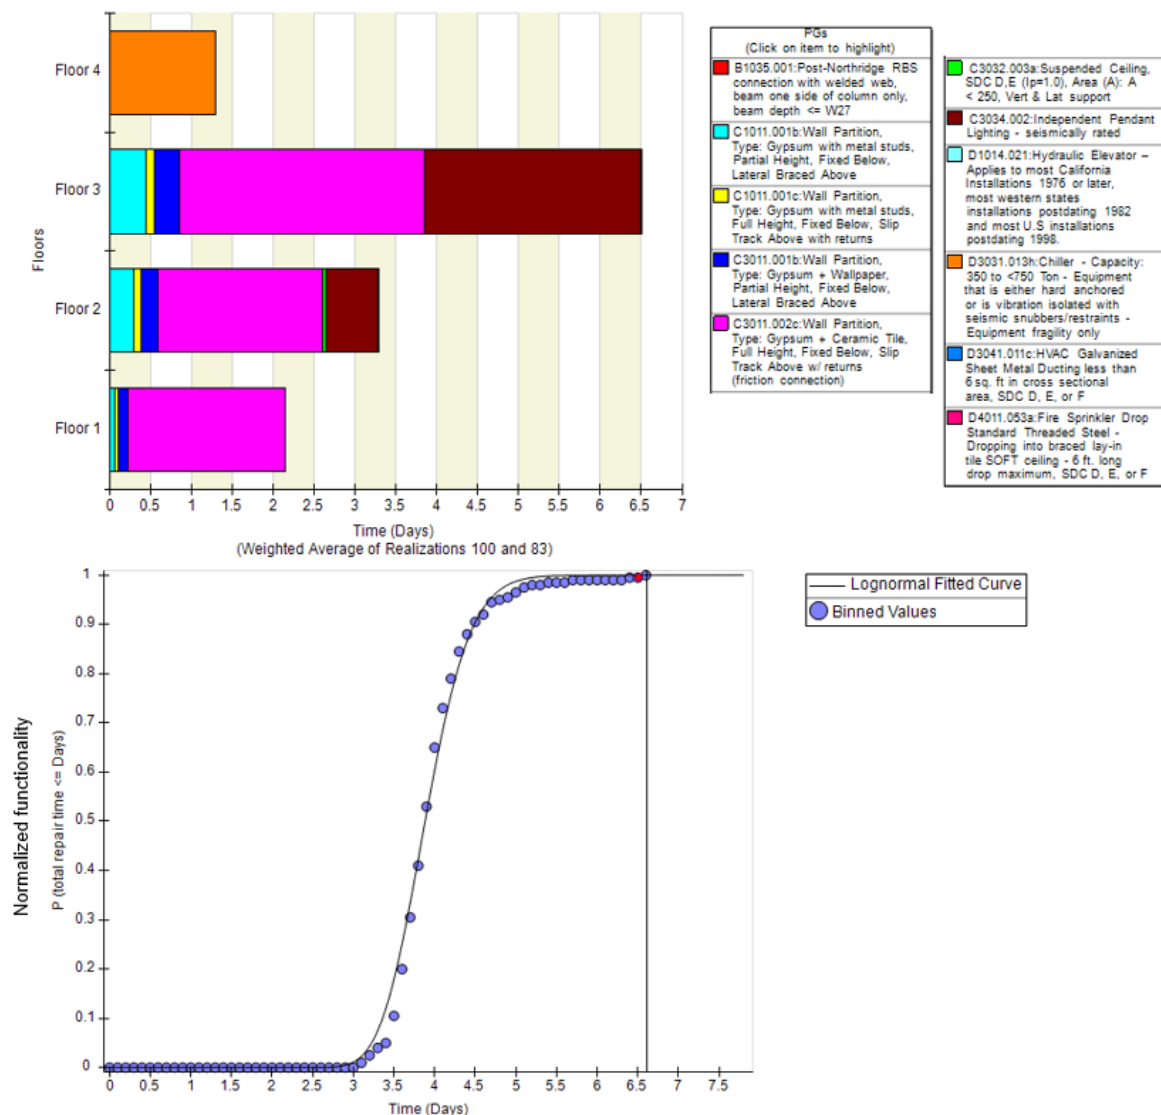 Floor 4
Floor 3
Floor 2
Floor 1
Floors
0 0.5 1 1.5 2 2.5 3 3.5 4 4.5 5 5.5 6 6.5 7
Time (Days)
(Weighted Average of Realizations 100 and 83)
PGs
(Click on item to highlight)
B1035.001:Post-Northridge RBS
connection with welded web,
beam one side of column only,
beam depth <= W27
C1011.001b:Wall Partition,
Type: Gypsum with metal studs,
Partial Height, Fixed Below,
Lateral Braced Above
C1011.001c:Wall Partition,
Type: Gypsum with metal studs,
Full Height, Fixed Below, Slip
Track Above with returns
C3011.001b:Wall Partition,
Type: Gypsum + Wallpaper,
Partial Height, Fixed Below,
Lateral Braced Above
C3011.002c:Wall Partition,
Type: Gypsum + Ceramic Tile,
Full Height, Fixed Below, Slip
Track Above w/ returns
(friction connection)
C3032.003a:Suspended Ceiling,
SDC D,E (Ip=1.0), Area (A): A
< 250, Vert & Lat support
C3034.002:Independent Pendant
Lighting - seismically rated
D1014.021:Hydraulic Elevator –
Applies to most California
Installations 1976 or later,
most western states
installations postdating 1982
and most U.S installations
postdating 1998.
D3031.013h:Chiller - Capacity:
350 to <750 Ton - Equipment
that is either hard anchored
or is vibration isolated with
seismic snubbers/restraints -
Equipment fragility only
D3041.011c:HVAC Galvanized
Sheet Metal Ducting less than
6 sq. ft in cross sectional
area, SDC D, E, or F
D4011.053a:Fire Sprinkler Drop
Standard Threaded Steel -
Dropping into braced lay-in
tile SOFT ceiling - 6 ft. long
drop maximum, SDC D, E, or F
Normalized functionality
P (total repair time <= Days)
1
0.9
0.8
0.7
0.6
0.5
0.4
0.3
0.2
0.1
0
0 0.5 1 1.5 2 2.5 3 3.5 4 4.5 5 5.5 6 6.5 7 7.5
Time (Days)
Lognormal Fitted Curve
Binned Values